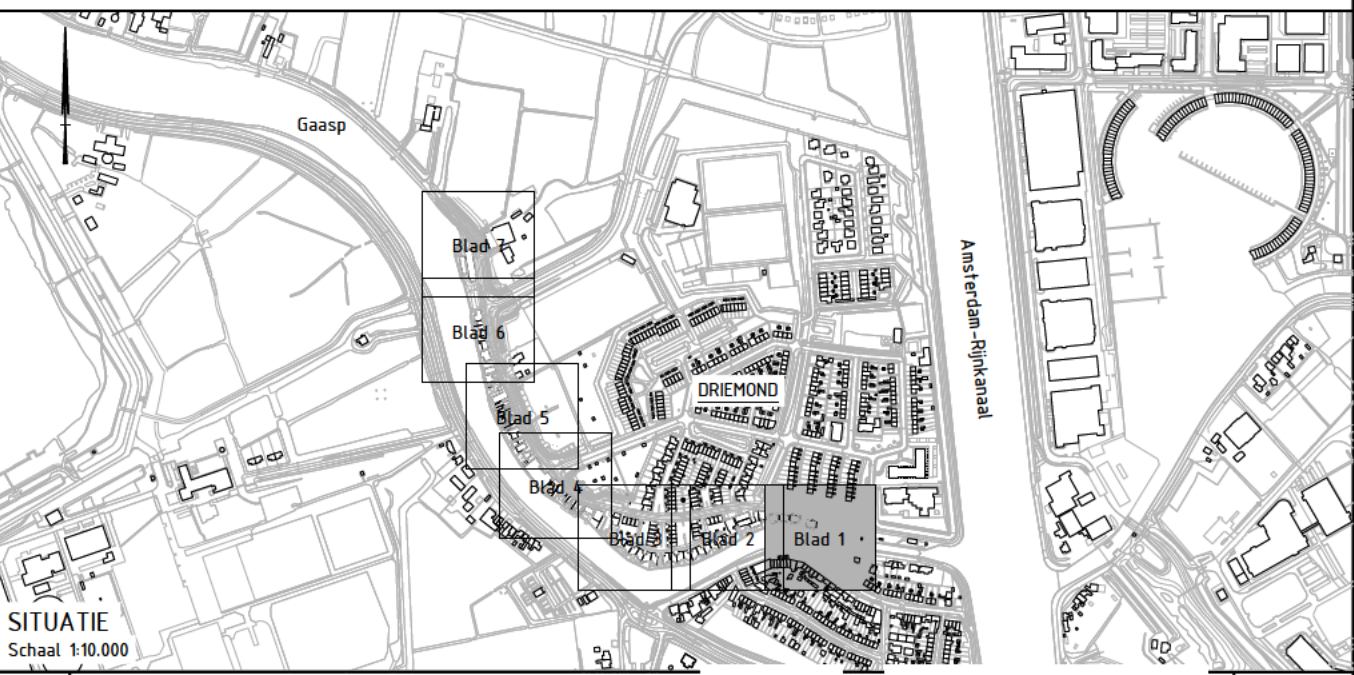 Gaasp
Blad 7
Amsterdam-Rijnkanaal
Blad 6
DRIEMOND
Blad 5
Blad 4
Blad 3
Blad 2
Blad 1
SITUATIE
Schaal 1:10.000